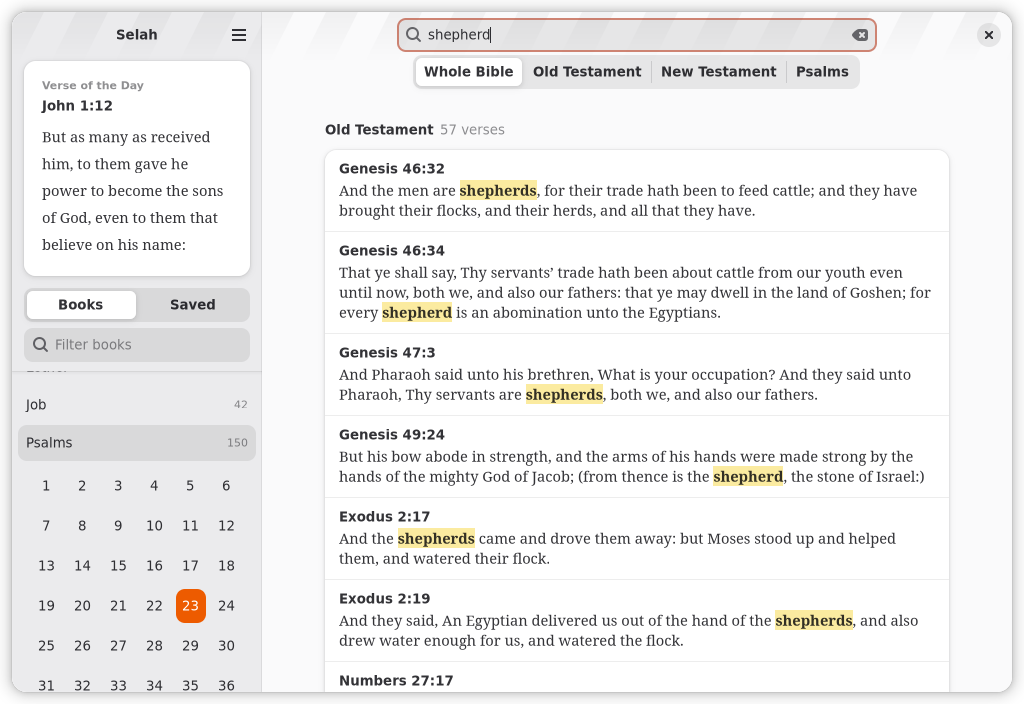 Selah
Verse of the Day
John 1:12
But as many as received
him, to them gave he
power to become the sons
of God, even to them that
believe on his name:
Books
Saved
Filter books
Job 42
Psalms 150
1 2 3 4 5 6
7 8 9 10 11 12
13 14 15 16 17 18
19 20 21 22 23 24
25 26 27 28 29 30
31 32 33 34 35 36
shepherd
Whole Bible
Old Testament
New Testament
Psalms
Old Testament 57 verses
Genesis 46:32
And the men are shepherds, for their trade hath been to feed cattle; and they have
brought their flocks, and their herds, and all that they have.
Genesis 46:34
That ye shall say, Thy servants’ trade hath been about cattle from our youth even
until now, both we, and also our fathers: that ye may dwell in the land of Goshen; for
every shepherd is an abomination unto the Egyptians.
Genesis 47:3
And Pharaoh said unto his brethren, What is your occupation? And they said unto
Pharaoh, Thy servants are shepherds, both we, and also our fathers.
Genesis 49:24
But his bow abode in strength, and the arms of his hands were made strong by the
hands of the mighty God of Jacob; (from thence is the shepherd, the stone of Israel:)
Exodus 2:17
And the shepherds came and drove them away: but Moses stood up and helped
them, and watered their flock.
Exodus 2:19
And they said, An Egyptian delivered us out of the hand of the shepherds, and also
drew water enough for us, and watered the flock.
Numbers 27:17